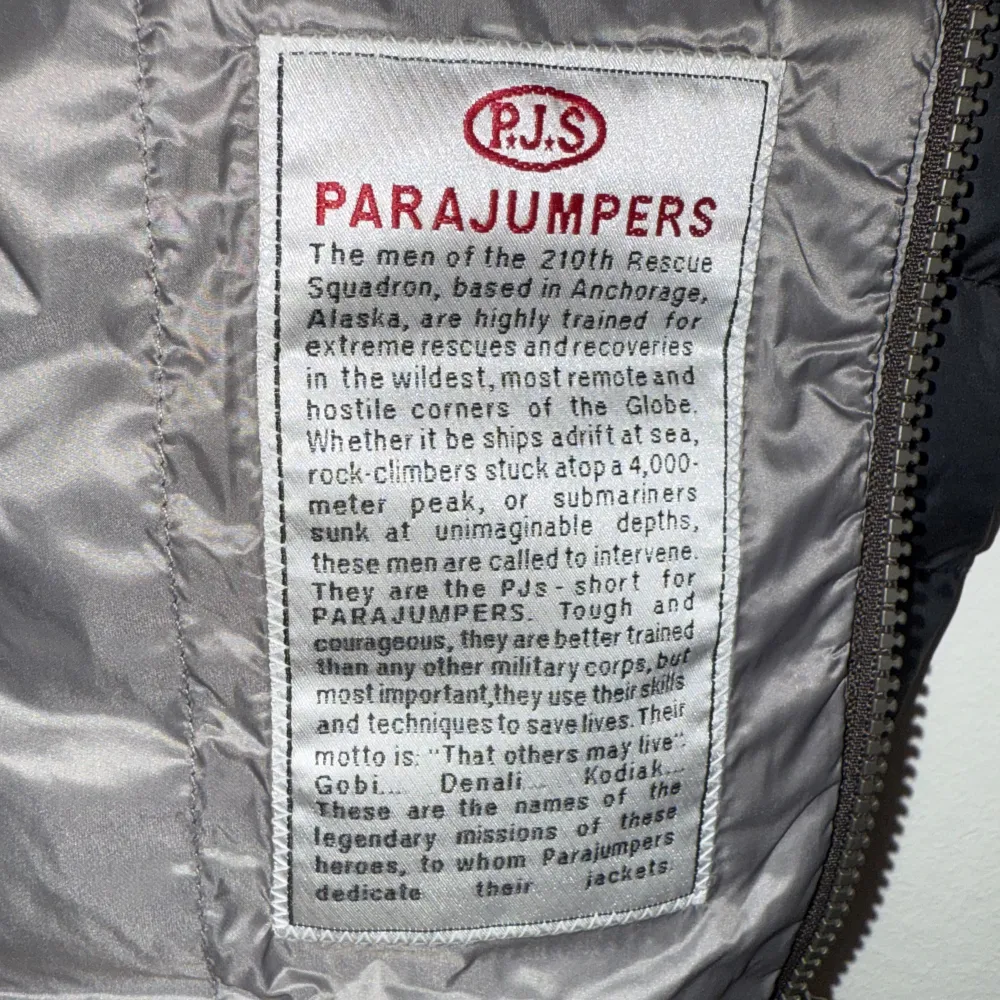 P.J.S
PARAJUMPERS
The men of the 210th Rescue
Squadron, based in Anchorage,
Alaska, are highly trained for
extreme rescues and recoveries
in the wildest, most remote and
hostile corners of the Globe.
Whether it be ships adrift at sea,
rock-climbers stuck atop a 4,000-
meter peak, or submariners
sunk at unimaginable depths,
these men are called to intervene.
They are the PJs - short for
PARAJUMPERS. Tough and
courageous, they are better trained
than any other military corps, but
most important, they use their skills
and techniques to save lives. Their
motto is: "That others may live".
Gobi... Denali... Kodiak...
These are the names of the
legendary missions of these
heroes, to whom Parajumpers
dedicate their jackets.